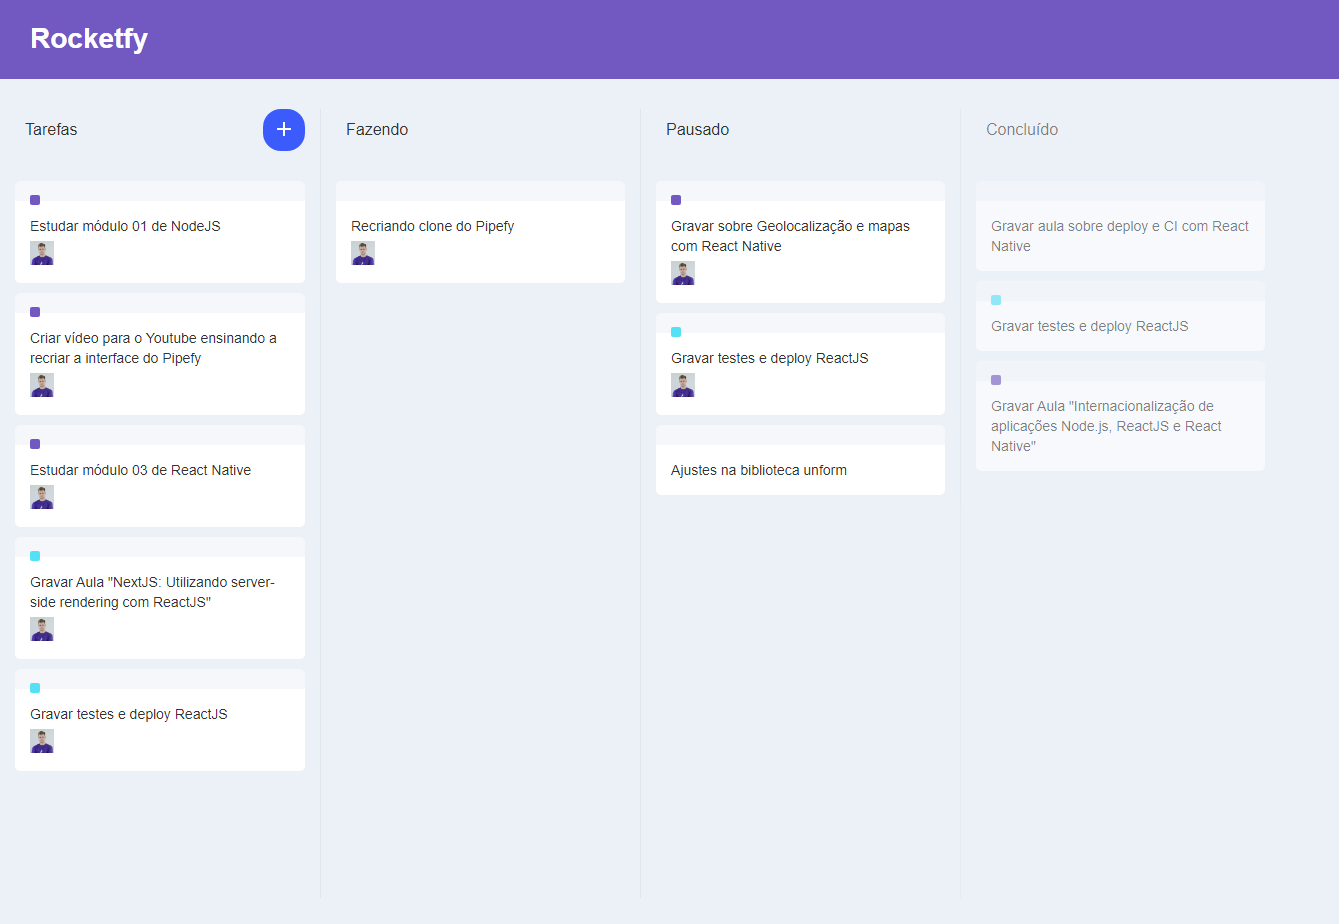 Rocketfy
Tarefas
+
Estudar módulo 01 de NodeJS
Criar vídeo para o Youtube ensinando a
recriar a interface do Pipefy
Estudar módulo 03 de React Native
Gravar Aula "NextJS: Utilizando server-
side rendering com ReactJS"
Gravar testes e deploy ReactJS
Fazendo
Recriando clone do Pipefy
Pausado
Gravar sobre Geolocalização e mapas
com React Native
Gravar testes e deploy ReactJS
Ajustes na biblioteca unform
Concluído
Gravar aula sobre deploy e CI com React
Native
Gravar testes e deploy ReactJS
Gravar Aula "Internacionalização de
aplicações Node.js, ReactJS e React
Native"